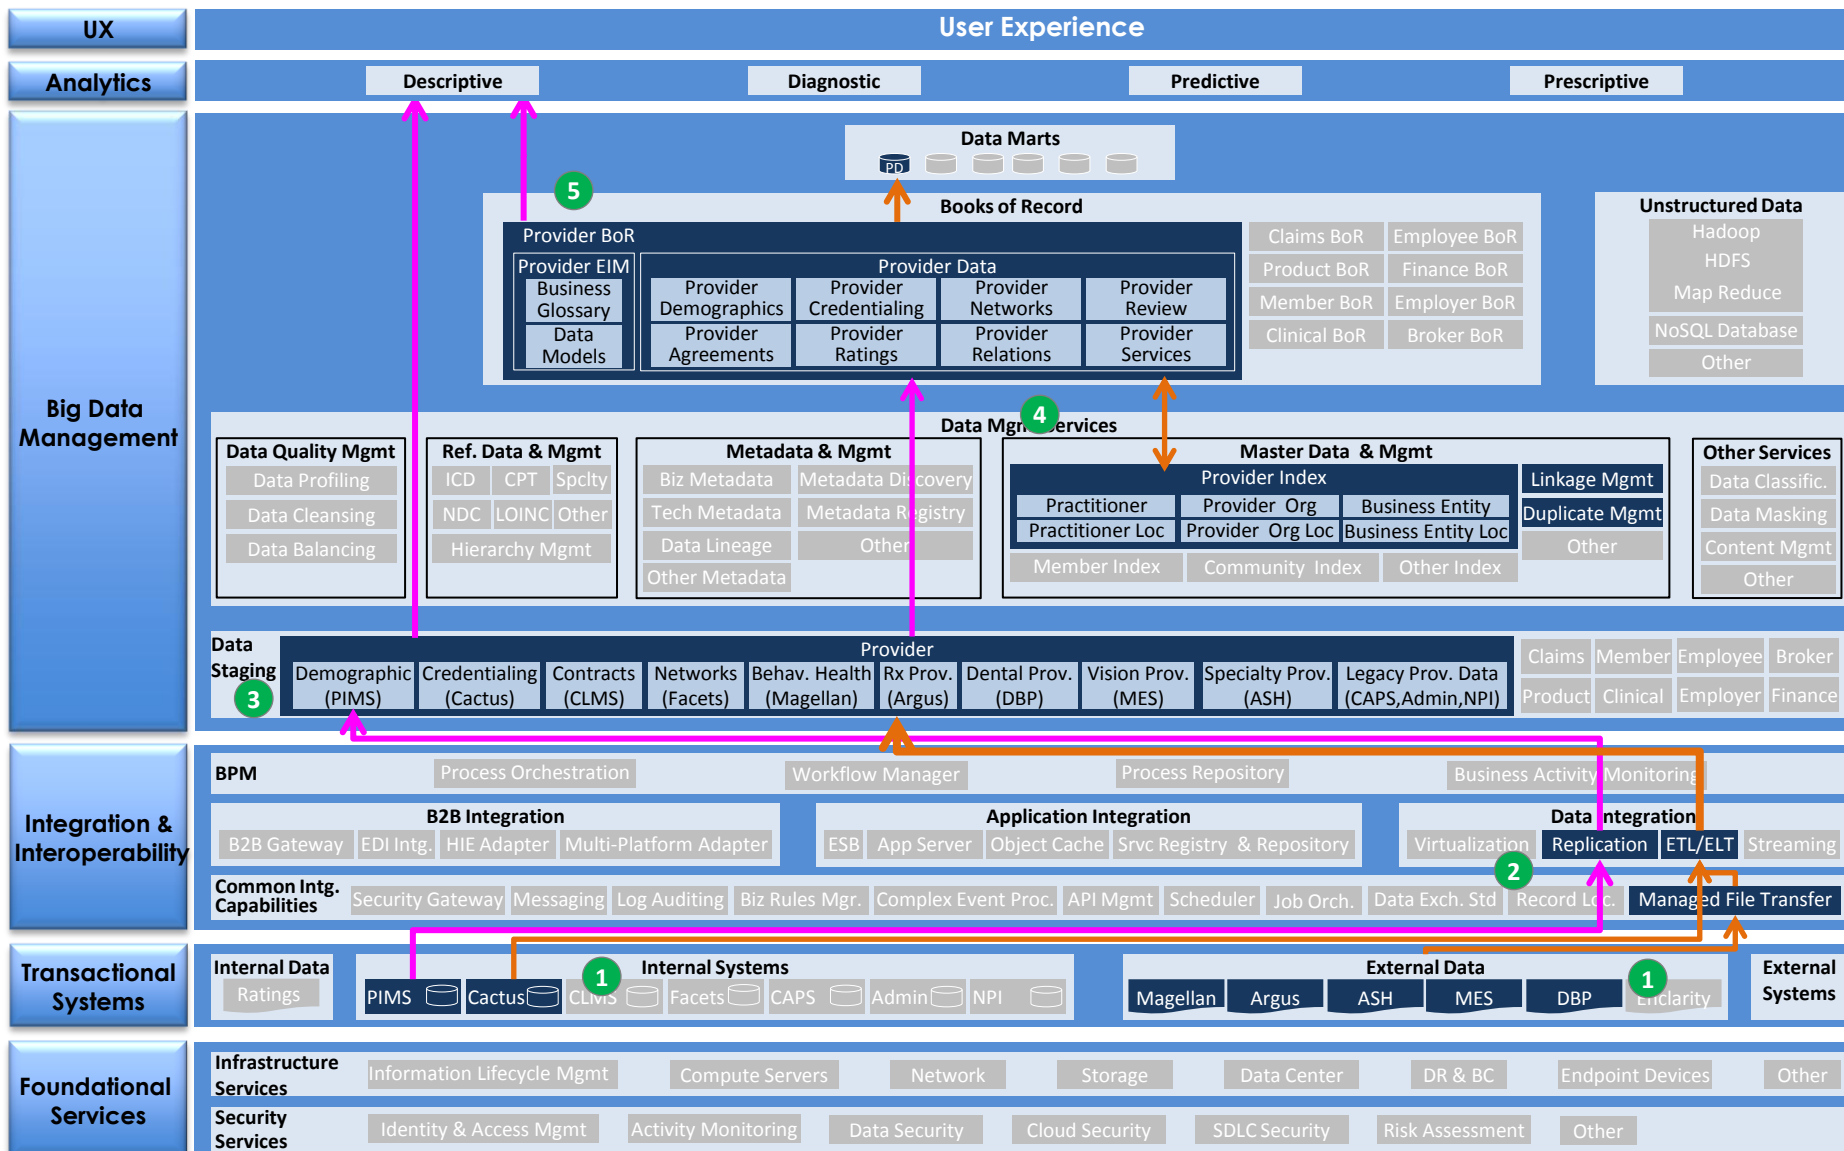 UX
User Experience
Analytics
Descriptive
Diagnostic
Predictive
Prescriptive
Big Data
Management
Data Marts
PD
5
Books of Record
Provider BoR
Provider EIM
Business
Glossary
Data
Models
Provider Data
Provider
Demographics
Provider
Credentialing
Provider
Networks
Provider
Review
Provider
Agreements
Provider
Ratings
Provider
Relations
Provider
Services
Claims BoR
Employee BoR
Product BoR
Finance BoR
Member BoR
Employer BoR
Clinical BoR
Broker BoR
Unstructured Data
Hadoop
HDFS
Map Reduce
NoSQL Database
Other
4
Data Mgmt Services
Data Quality Mgmt
Data Profiling
Data Cleansing
Data Balancing
Ref. Data & Mgmt
ICD
CPT
Spclty
NDC
LOINC
Other
Hierarchy Mgmt
Metadata & Mgmt
Biz Metadata
Metadata Discovery
Tech Metadata
Metadata Registry
Data Lineage
Other
Other Metadata
Master Data & Mgmt
Provider Index
Practitioner
Provider Org
Business Entity
Practitioner Loc
Provider Org Loc
Business Entity Loc
Member Index
Community Index
Other Index
Linkage Mgmt
Duplicate Mgmt
Other
Other Services
Data Classific.
Data Masking
Content Mgmt
Other
Data
Staging
3
Provider
Demographic
(PIMS)
Credentialing
(Cactus)
Contracts
(CLMS)
Networks
(Facets)
Behav. Health
(Magellan)
Rx Prov.
(Argus)
Dental Prov.
(DBP)
Vision Prov.
(MES)
Specialty Prov.
(ASH)
Legacy Prov. Data
(CAPS,Admin,NPI)
Claims
Member
Employee
Broker
Product
Clinical
Employer
Finance
Integration &
Interoperability
BPM
Process Orchestration
Workflow Manager
Process Repository
Business Activity Monitoring
B2B Integration
B2B Gateway
EDI Intg.
HIE Adapter
Multi-Platform Adapter
Application Integration
ESB
App Server
Object Cache
Srvc Registry & Repository
Data Integration
Virtualization
Replication
ETL/ELT
Streaming
2
Common Intg.
Capabilities
Security Gateway
Messaging
Log Auditing
Biz Rules Mgr.
Complex Event Proc.
API Mgmt
Scheduler
Job Orch.
Data Exch. Std
Record Loc.
Managed File Transfer
Transactional
Systems
Internal Data
Ratings
Internal Systems
1
PIMS
Cactus
CLMS
Facets
CAPS
Admin
NPI
External Data
1
Magellan
Argus
ASH
MES
DBP
Enclarity
External
Systems
Foundational
Services
Infrastructure
Services
Information Lifecycle Mgmt
Compute Servers
Network
Storage
Data Center
DR & BC
Endpoint Devices
Other
Security
Services
Identity & Access Mgmt
Activity Monitoring
Data Security
Cloud Security
SDLC Security
Risk Assessment
Other